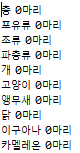 총 0마리
포유류 0마리
조류 0마리
파충류 0마리
개 0마리
고양이 0마리
앵무새 0마리
닭 0마리
이구아나 0마리
카멜레온 0마리